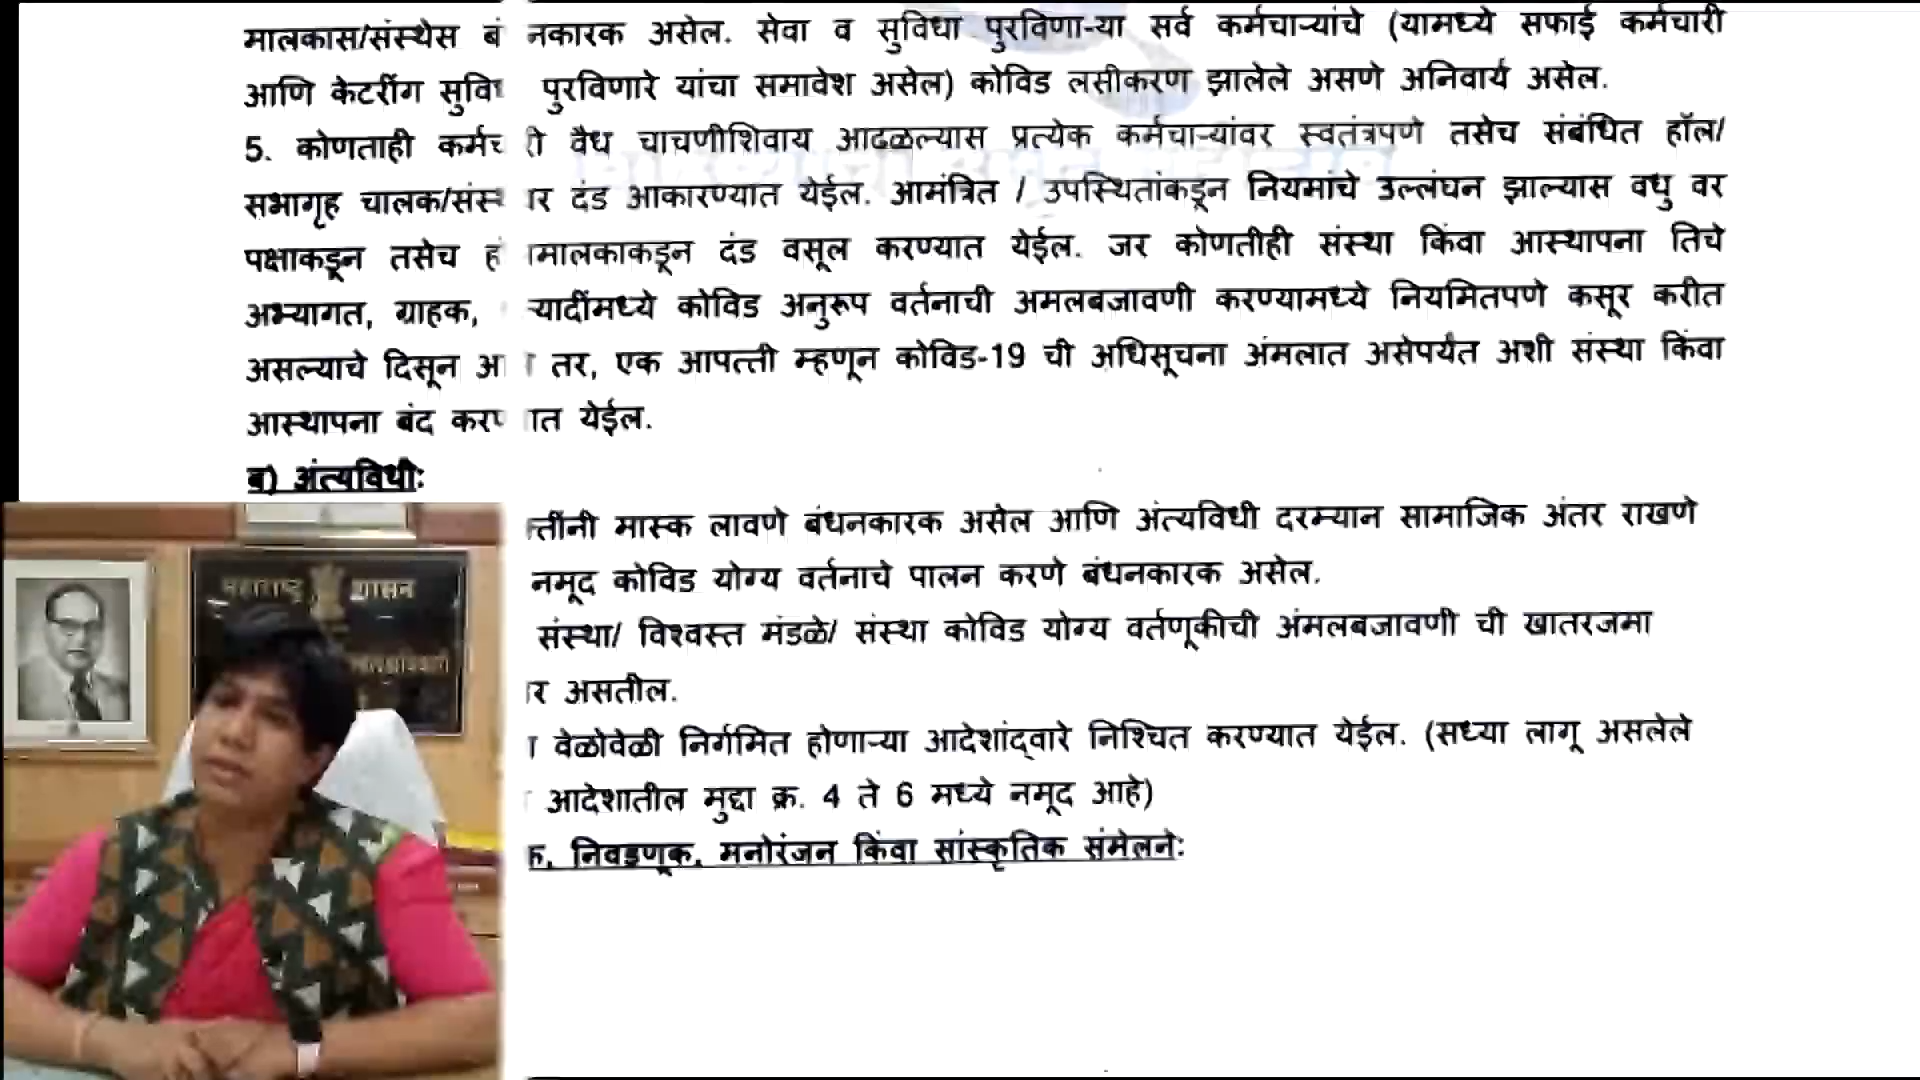 मालकास/संस्थेस बं नकारक असेल. सेवा व सुविधा पुरविणा-या सर्व कर्मचाऱ्यांचे (यामध्ये सफाई कर्मचारी
आणि केटरींग सुवि पुरविणारे यांचा समावेश असेल) कोविड लसीकरण झालेले असणे अनिवार्य असेल.
5. कोणताही कर्मच री वैध चाचणीशिवाय आढळल्यास प्रत्येक कर्मचाऱ्यांवर स्वतंत्रपणे तसेच संबंधित हॉल/
सभागृह चालक/संस्थ वर दंड आकारण्यात येईल. आमंत्रित / उपस्थितांकडून नियमांचे उल्लंघन झाल्यास वधु वर
पक्षाकडून तसेच मालकाकडून दंड वसूल करण्यात येईल. जर कोणतीही संस्था किंवा आस्थापना तिचे
अभ्यागत, ग्राहक, त्यादींमध्ये कोविड अनुरूप वर्तनाची अमलबजावणी करण्यामध्ये नियमितपणे कसूर करीत
असल्याचे दिसून आ तर, एक आपत्ती म्हणून कोविड-19 ची अधिसूचना अंमलात असेपर्यंत अशी संस्था किंवा
आस्थापना बंद करण ात येईल.
ब) अंत्यविधी:
क्तींनी मास्क लावणे बंधनकारक असेल आणि अंत्यविधी दरम्यान सामाजिक अंतर राखणे
नमूद कोविड योग्य वर्तनाचे पालन करणे बंधनकारक असेल.
संस्था/ विश्वस्त मंडळे/ संस्था कोविड योग्य वर्तणूकीची अंमलबजावणी ची खातरजमा
असतील.
वेळोवेळी निर्गमित होणाऱ्या आदेशांद्वारे निश्चित करण्यात येईल. (सध्या लागू असलेले
आदेशातील मुद्दा क्र. 4 ते 6 मध्ये नमूद आहे)
क, निवडणूक, मनोरंजन किंवा सांस्कृतिक संमेलने:
महाराष्ट्र शासन